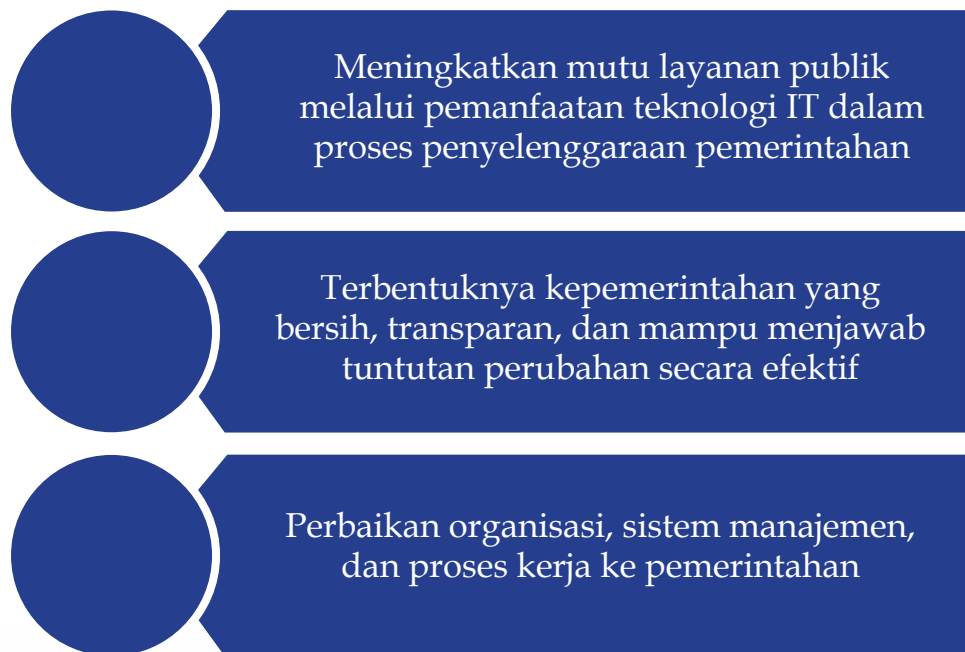 Meningkatkan mutu layanan publik
melalui pemanfaatan teknologi IT dalam
proses penyelenggaraan pemerintahan
Terbentuknya kepemerintahan yang
bersih, transparan, dan mampu menjawab
tuntutan perubahan secara efektif
Perbaikan organisasi, sistem manajemen,
dan proses kerja ke pemerintahan